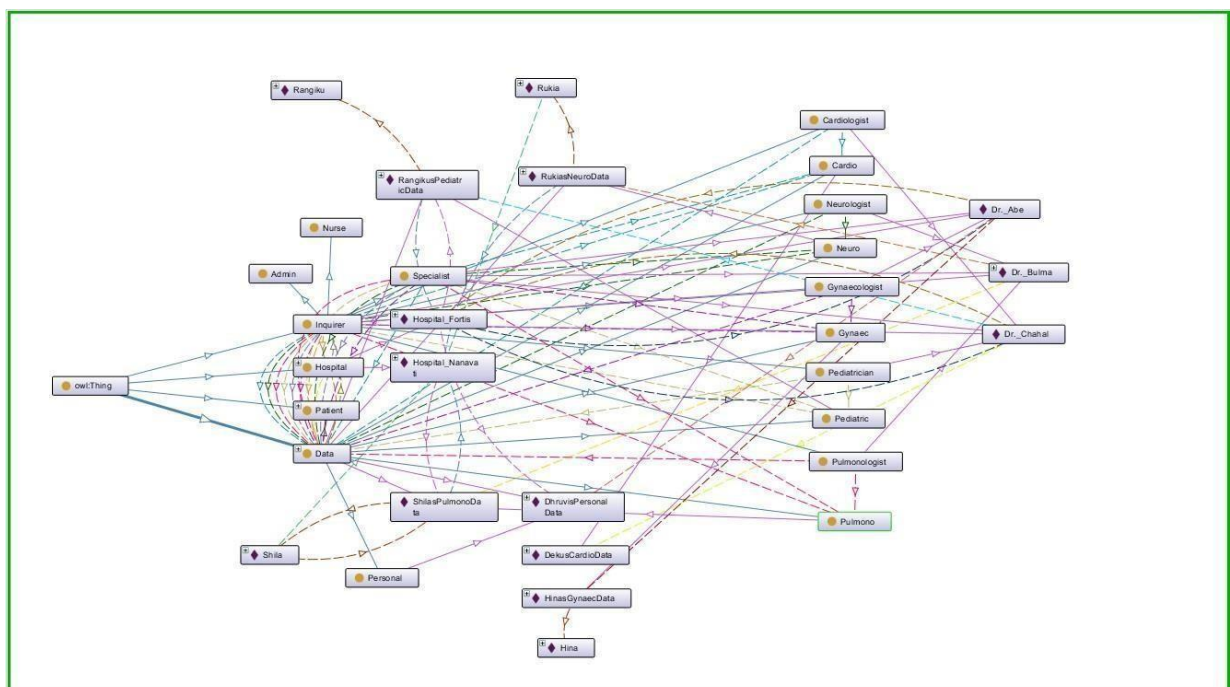 Rangiku
Rukia
Cardiologist
Cardio
RangikusPediatr
icData
RukiasNeuroData
Neurologist
Dr._Abe
Nurse
Neuro
Admin
Specialist
Dr._Bulma
Gynaecologist
Inquirer
Hospital_Fortis
Gynaec
Dr._Chahal
Hospital
Hospital_Nanavat
i
Pediatrician
owl:Thing
Patient
Pediatric
Data
Pulmonologist
ShilasPulmonoDa
ta
DhruvisPersonal
Data
Pulmono
Shila
DekusCardioData
Personal
HinasGynaecData
Hina